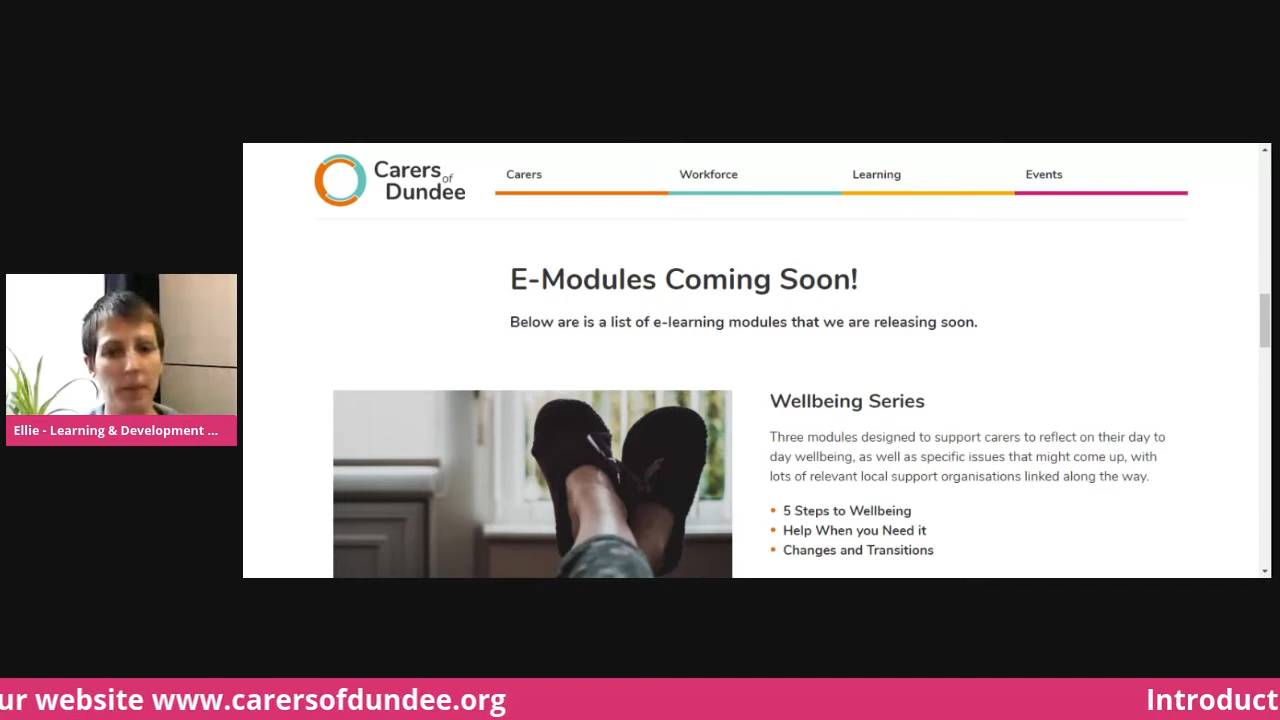 Carers of
Dundee
Carers
Workforce
Learning
Events
E-Modules Coming Soon!
Below are is a list of e-learning modules that we are releasing soon.
Wellbeing Series
Three modules designed to support carers to reflect on their day to
day wellbeing, as well as specific issues that might come up, with
lots of relevant local support organisations linked along the way.
5 Steps to Wellbeing
Help When you Need it
Changes and Transitions
Ellie - Learning & Development ...
ur website www.carersofdundee.org
Introduct